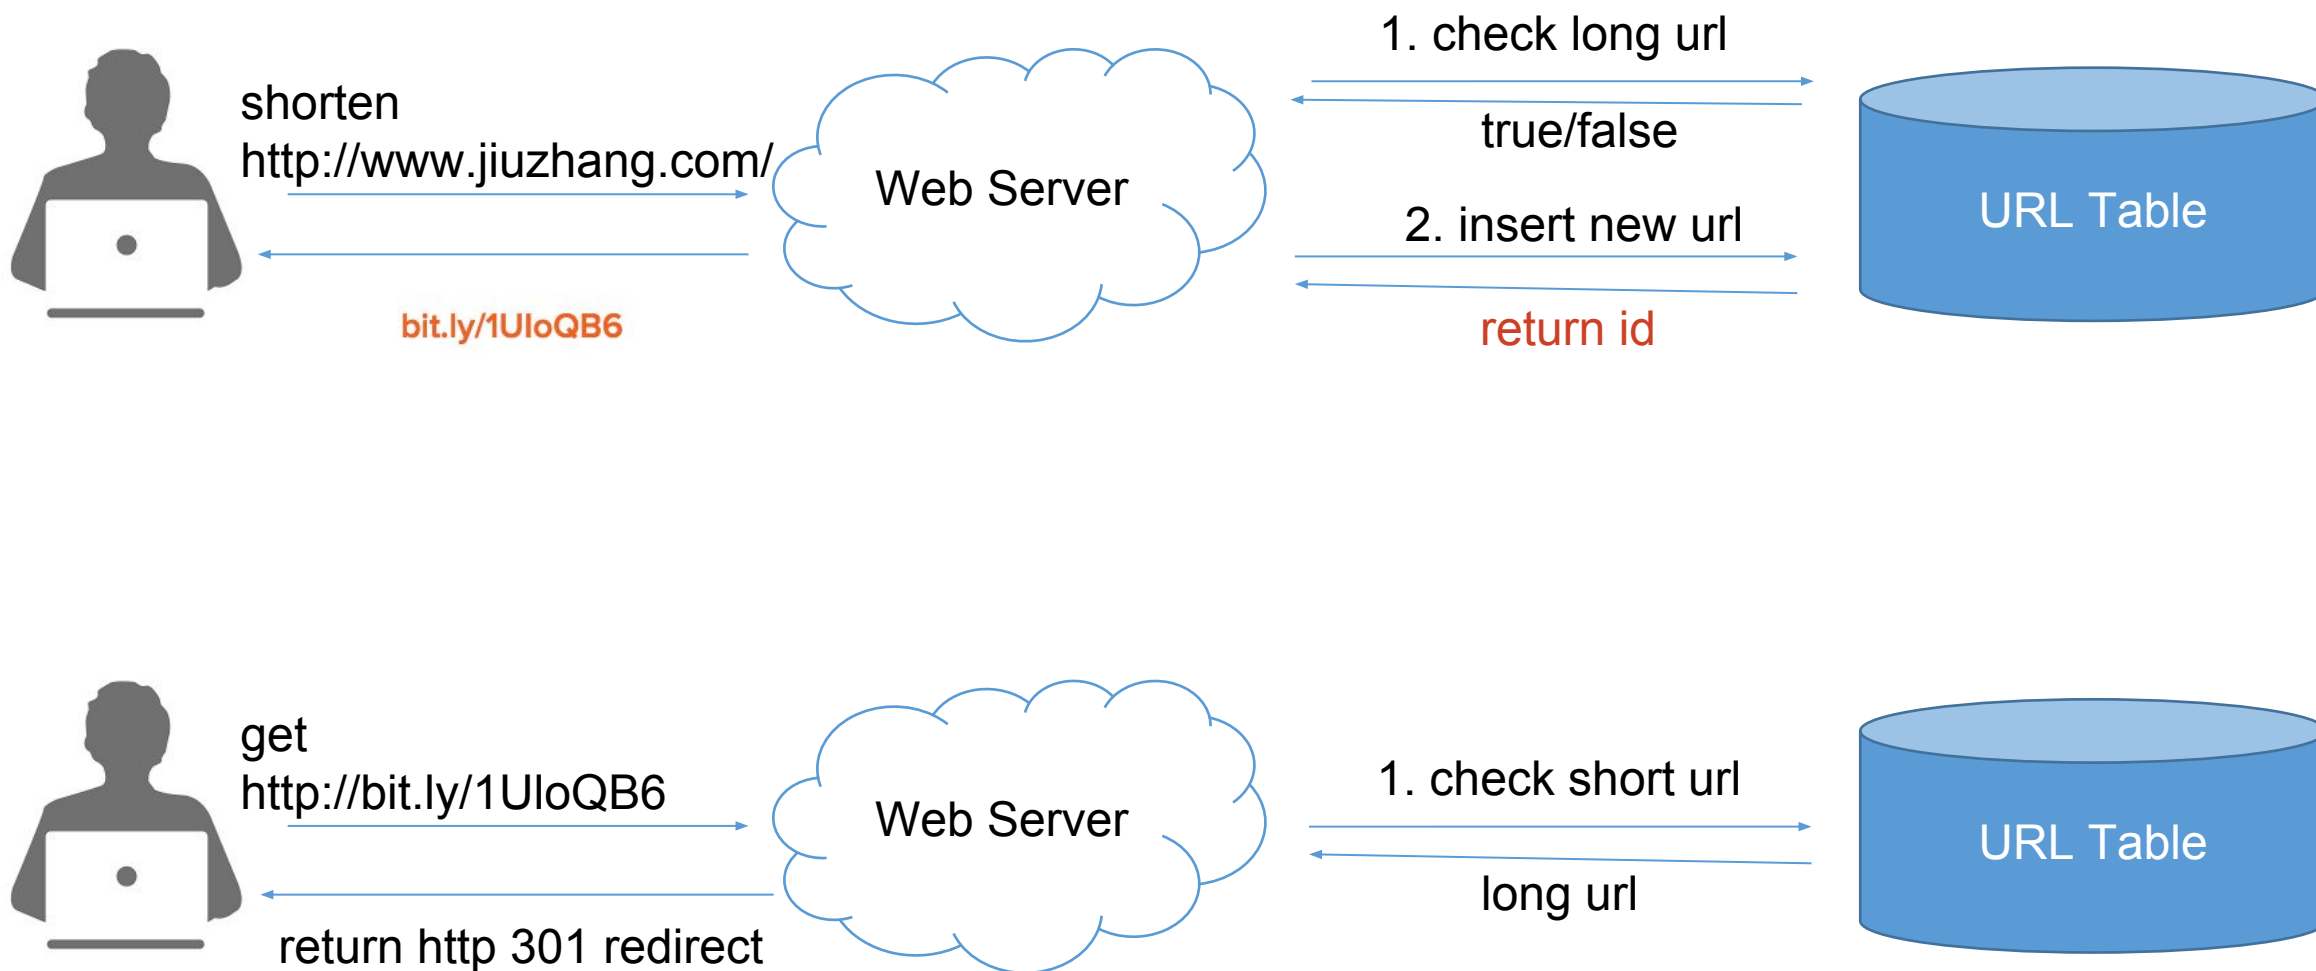 shorten
http://www.jiuzhang.com/
bit.ly/1UIoQB6
Web Server
1. check long url
true/false
2. insert new url
return id
URL Table
get
http://bit.ly/1UloQB6
return http 301 redirect
Web Server
1. check short url
long url
URL Table